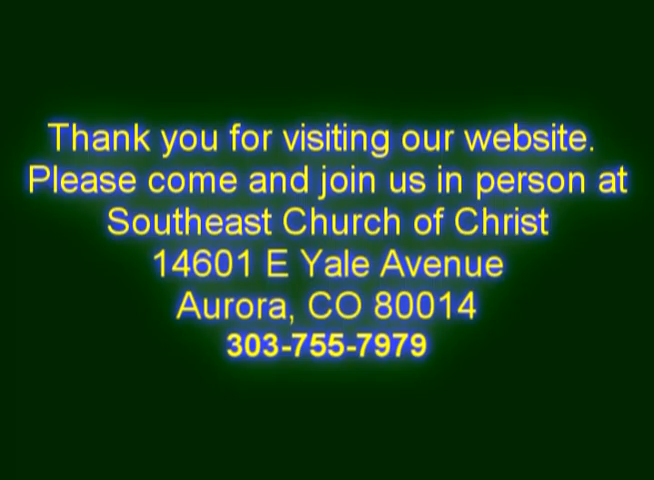 Thank you for visiting our website.
Please come and join us in person at
Southeast Church of Christ
14601 E Yale Avenue
Aurora, CO 80014
303-755-7979